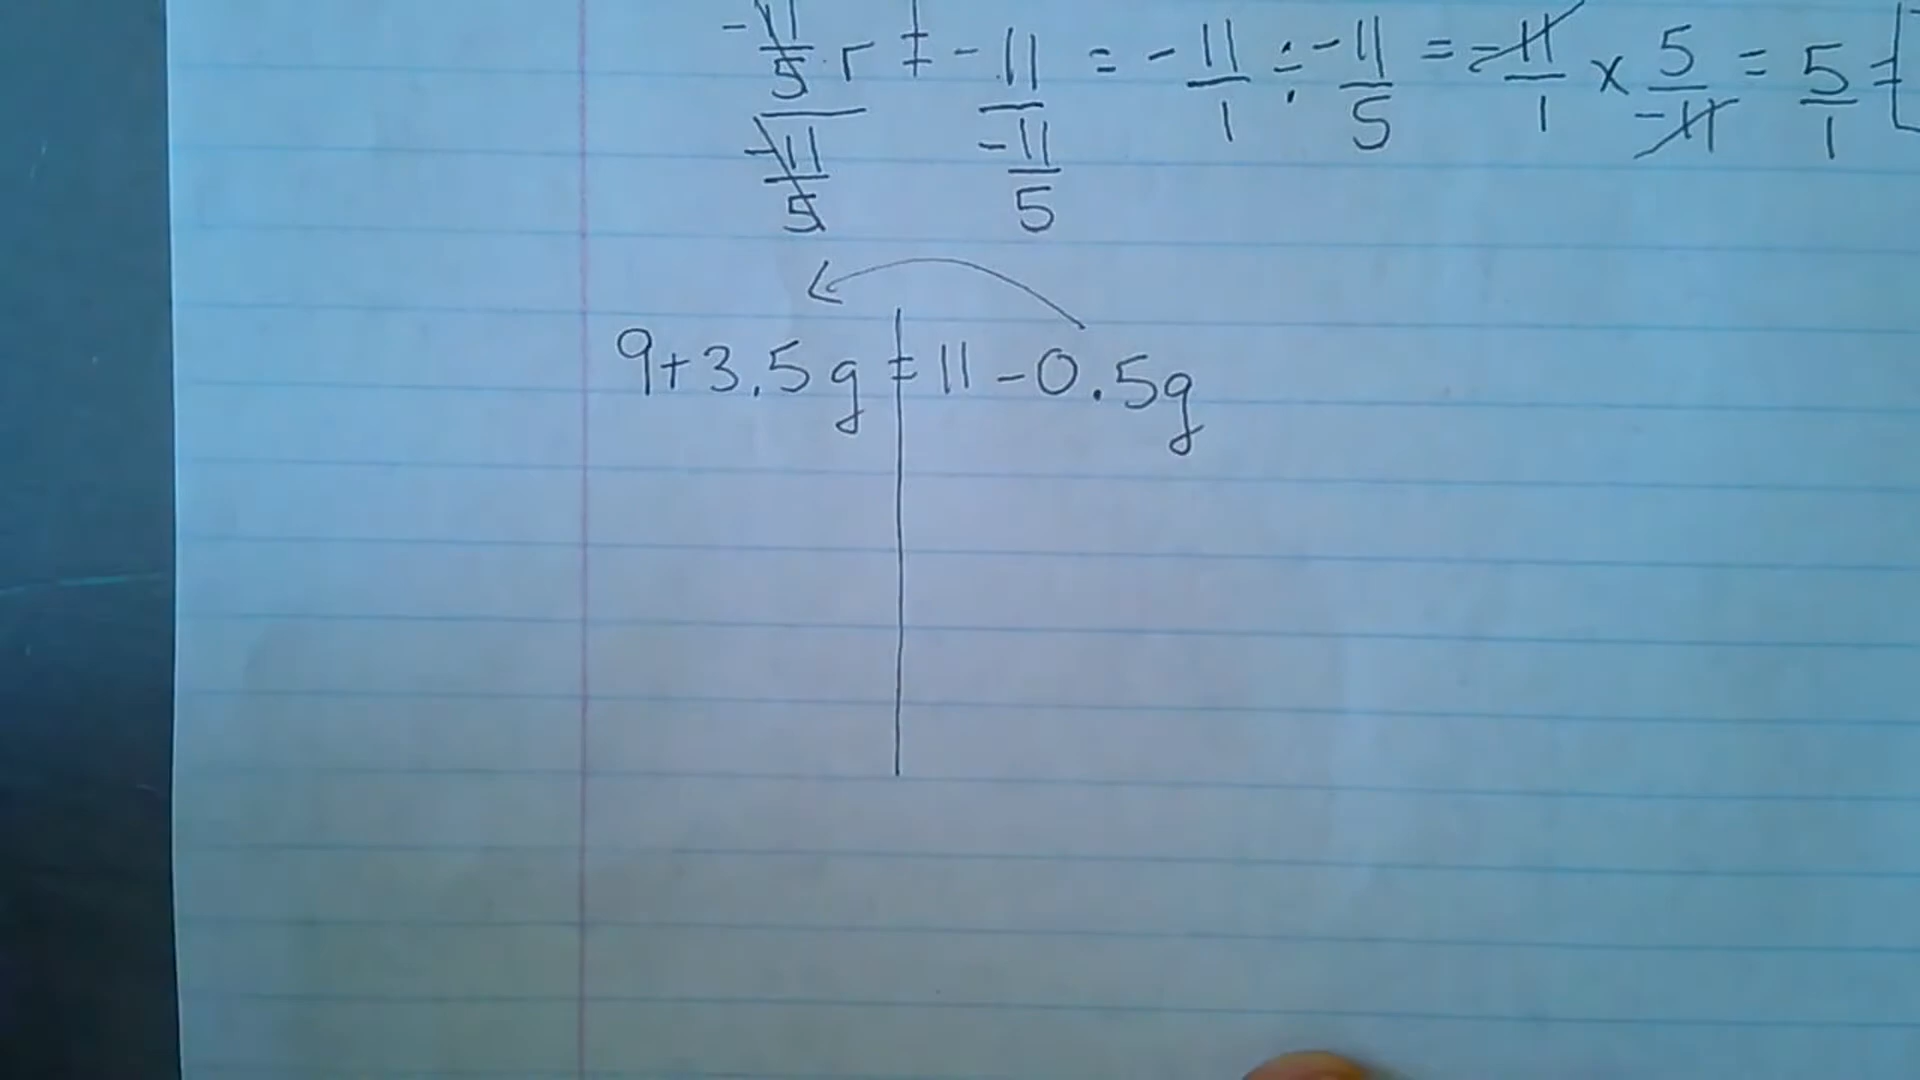 -11/5 r = -11/(-11/5) = -11/1 ÷ -11/5 = -11/1 x 5/-11 = 5/1 =
-11/5
9+3.5g = 11-0.5g